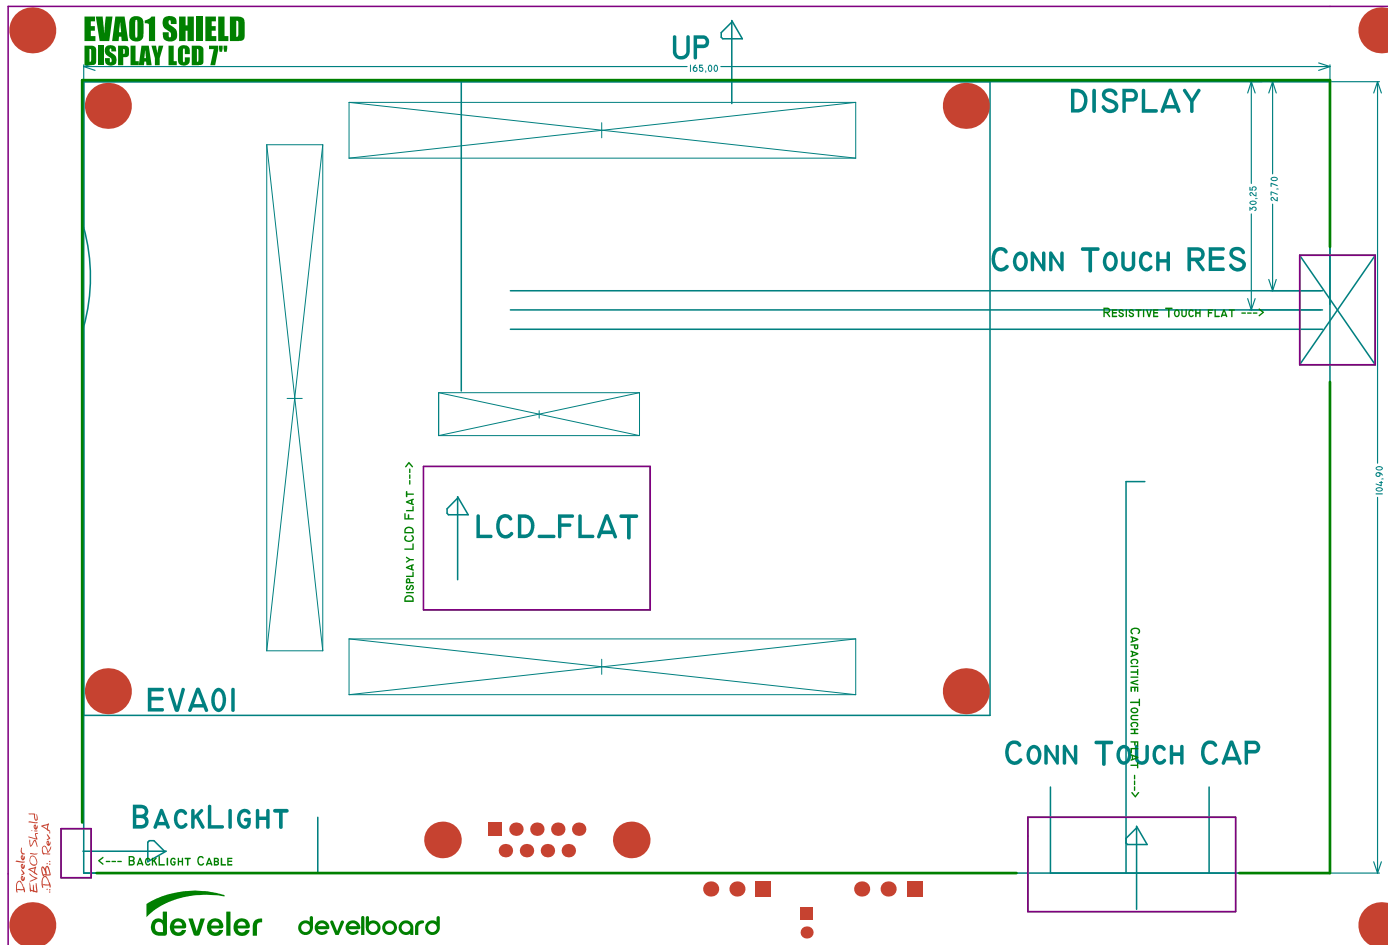 EVA01 SHIELD
DISPLAY LCD 7"
UP
165,00
DISPLAY
30,25
27,70
CONN TOUCH RES
RESISTIVE TOUCH FLAT --->
104,90
DISPLAY LCD FLAT --->
LCD_FLAT
CAPACITIVE TOUCH FLAT --->
EVA01
CONN TOUCH CAP
BACKLIGHT
<--- BACKLIGHT CABLE
Develer
EVA01 Shield
.:DB:. Rev.A
develer
develboard